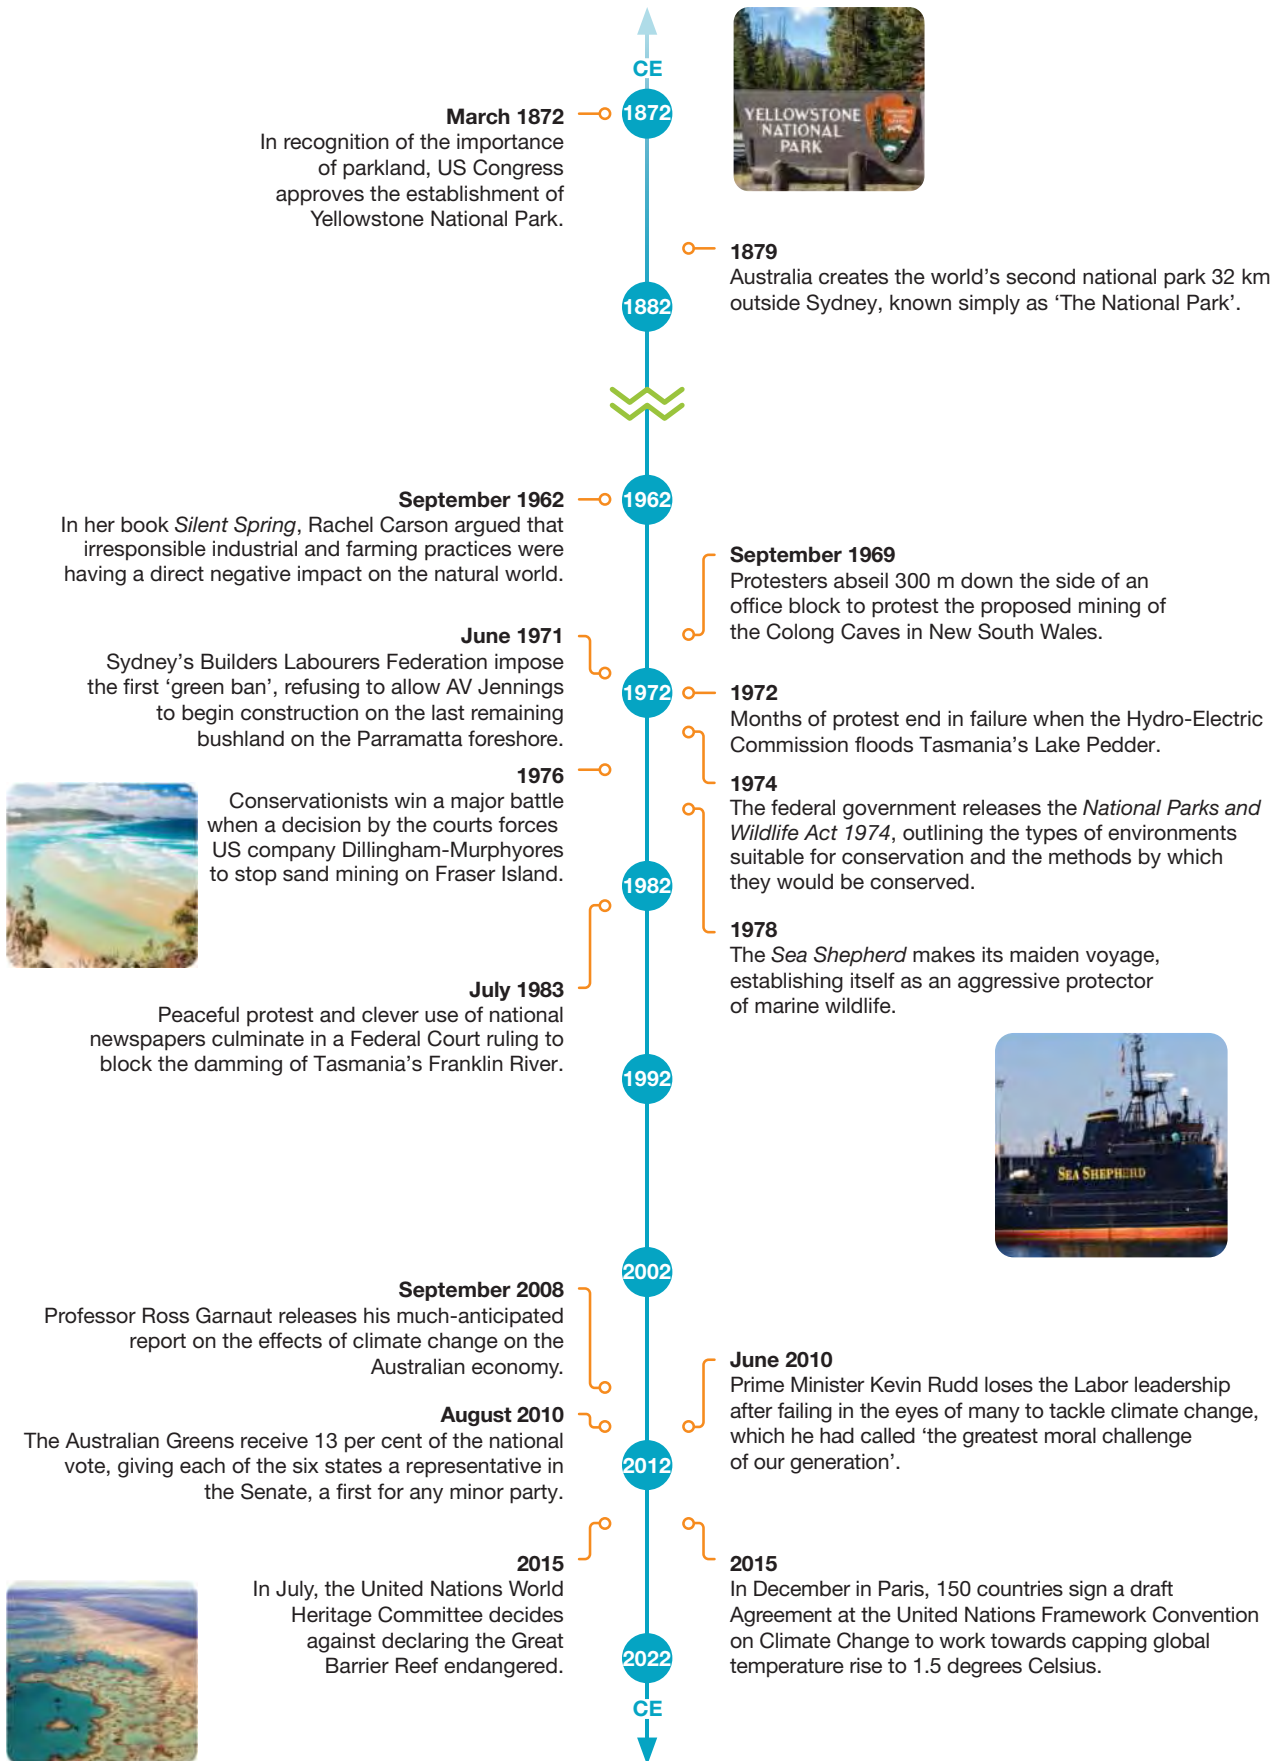 CE
1872
YELLOWSTONE
NATIONAL
PARK
March 1872
In recognition of the importance
of parkland, US Congress
approves the establishment of
Yellowstone National Park.
1879
Australia creates the world's second national park 32 km
outside Sydney, known simply as 'The National Park'.
1882
September 1962
In her book Silent Spring, Rachel Carson argued that
irresponsible industrial and farming practices were
having a direct negative impact on the natural world.
1962
September 1969
Protesters abseil 300 m down the side of an
office block to protest the proposed mining of
the Colong Caves in New South Wales.
June 1971
Sydney's Builders Labourers Federation impose
the first 'green ban', refusing to allow AV Jennings
to begin construction on the last remaining
bushland on the Parramatta foreshore.
1972
1972
Months of protest end in failure when the Hydro-Electric
Commission floods Tasmania's Lake Pedder.
1976
Conservationists win a major battle
when a decision by the courts forces
US company Dillingham-Murphyores
to stop sand mining on Fraser Island.
1974
The federal government releases the National Parks and
Wildlife Act 1974, outlining the types of environments
suitable for conservation and the methods by which
they would be conserved.
1982
1978
The Sea Shepherd makes its maiden voyage,
establishing itself as an aggressive protector
of marine wildlife.
July 1983
Peaceful protest and clever use of national
newspapers culminate in a Federal Court ruling to
block the damming of Tasmania's Franklin River.
1992
SEA SHEPHERD
2002
September 2008
Professor Ross Garnaut releases his much-anticipated
report on the effects of climate change on the
Australian economy.
June 2010
Prime Minister Kevin Rudd loses the Labor leadership
after failing in the eyes of many to tackle climate change,
which he had called 'the greatest moral challenge
of our generation'.
August 2010
The Australian Greens receive 13 per cent of the national
vote, giving each of the six states a representative in
the Senate, a first for any minor party.
2012
2015
In July, the United Nations World
Heritage Committee decides
against declaring the Great
Barrier Reef endangered.
2015
In December in Paris, 150 countries sign a draft
Agreement at the United Nations Framework Convention
on Climate Change to work towards capping global
temperature rise to 1.5 degrees Celsius.
2022
CE